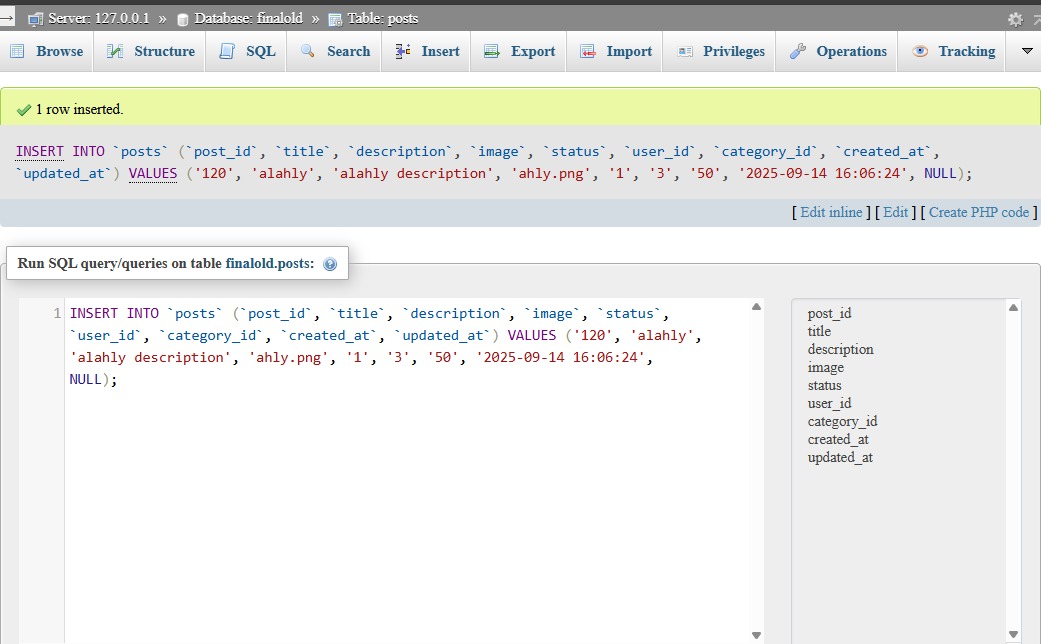 Server: 127.0.0.1 » Database: finalold » Table: posts
Browse Structure SQL Search Insert Export Import Privileges Operations Tracking
1 row inserted.
INSERT INTO `posts` (`post_id`, `title`, `description`, `image`, `status`, `user_id`, `category_id`, `created_at`,
`updated_at`) VALUES ('120', 'alahly', 'alahly description', 'ahly.png', '1', '3', '50', '2025-09-14 16:06:24', NULL);
[ Edit inline ] [ Edit ] [ Create PHP code ]
Run SQL query/queries on table finalold.posts:
1 INSERT INTO `posts` (`post_id`, `title`, `description`, `image`, `status`,
`user_id`, `category_id`, `created_at`, `updated_at`) VALUES ('120', 'alahly',
'alahly description', 'ahly.png', '1', '3', '50', '2025-09-14 16:06:24',
NULL);
post_id
title
description
image
status
user_id
category_id
created_at
updated_at